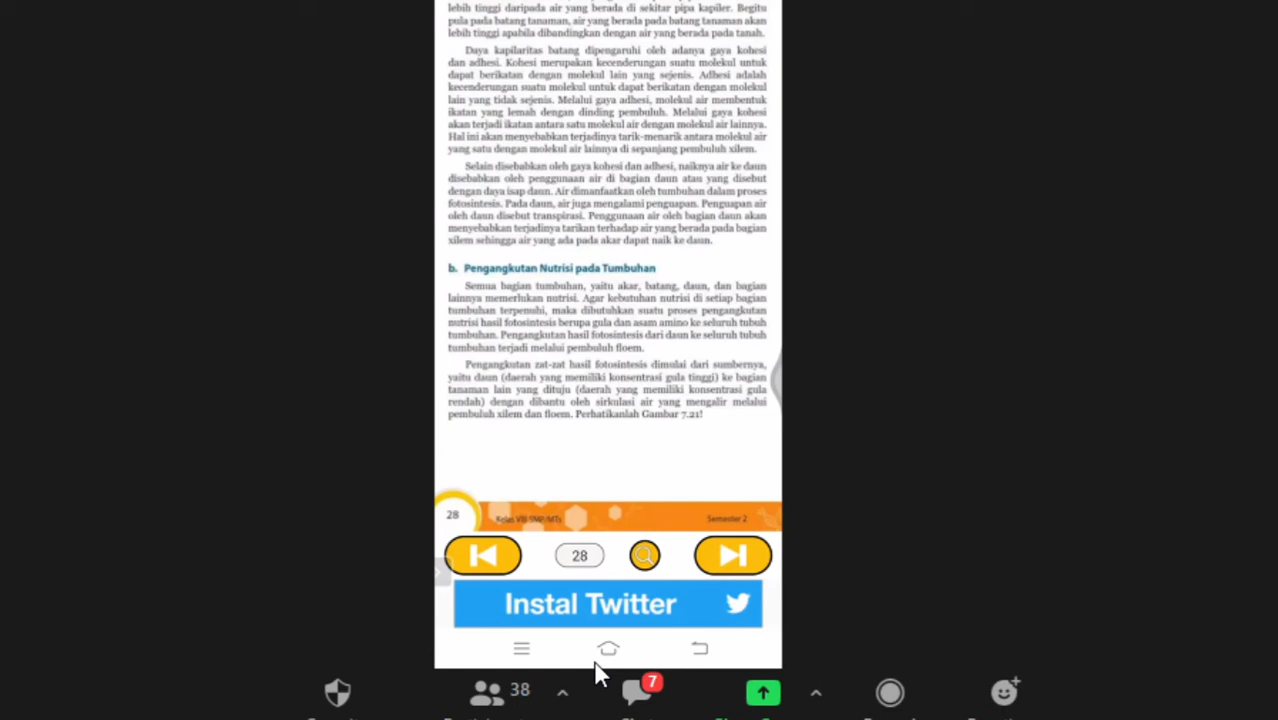 lebih tinggi daripada air yang berada di sekitar pipa kapiler. Begitu
pula pada batang tanaman, air yang berada pada batang tanaman akan
lebih tinggi apabila dibandingkan dengan air yang berada pada tanah.
Daya kapilaritas batang dipengaruhi oleh adanya gaya kohesi
dan adhesi. Kohesi merupakan kecenderungan suatu molekul untuk
dapat berikatan dengan molekul lain yang sejenis. Adhesi adalah
kecenderungan suatu molekul untuk dapat berikatan dengan molekul
lain yang tidak sejenis. Melalui gaya adhesi, molekul air membentuk
ikatan yang lemah dengan dinding pembuluh. Melalui gaya kohesi
akan terjadi ikatan antara satu molekul air dengan molekul air lainnya.
Hal ini akan menyebabkan terjadinya tarik-menarik antara molekul air
yang satu dengan molekul air lainnya di sepanjang pembuluh xilem.
Selain disebabkan oleh gaya kohesi dan adhesi, naiknya air ke daun
disebabkan oleh penggunaan air di bagian daun atau yang disebut
dengan daya isap daun. Air dimanfaatkan oleh tumbuhan dalam proses
fotosintesis. Pada daun, air juga mengalami penguapan. Penguapan air
oleh daun disebut transpirasi. Penggunaan air oleh bagian daun akan
menyebabkan terjadinya tarikan terhadap air yang berada pada bagian
xilem sehingga air yang ada pada akar dapat naik ke daun.
b. Pengangkutan Nutrisi pada Tumbuhan
Semua bagian tumbuhan, yaitu akar, batang, daun, dan bagian
lainnya memerlukan nutrisi. Agar kebutuhan nutrisi di setiap bagian
tumbuhan terpenuhi, maka dibutuhkan suatu proses pengangkutan
nutrisi hasil fotosintesis berupa gula dan asam amino ke seluruh tubuh
tumbuhan. Pengangkutan hasil fotosintesis dari daun ke seluruh tubuh
tumbuhan terjadi melalui pembuluh floem.
Pengangkutan zat-zat hasil fotosintesis dimulai dari sumbernya,
yaitu daun (daerah yang memiliki konsentrasi gula tinggi) ke bagian
tanaman lain yang dituju (daerah yang memiliki konsentrasi gula
rendah) dengan dibantu oleh sirkulasi air yang mengalir melalui
pembuluh xilem dan floem. Perhatikanlah Gambar 7.21!
28
Kelas VIII SMP/MTs
Semester 2
28
Instal Twitter
38
7